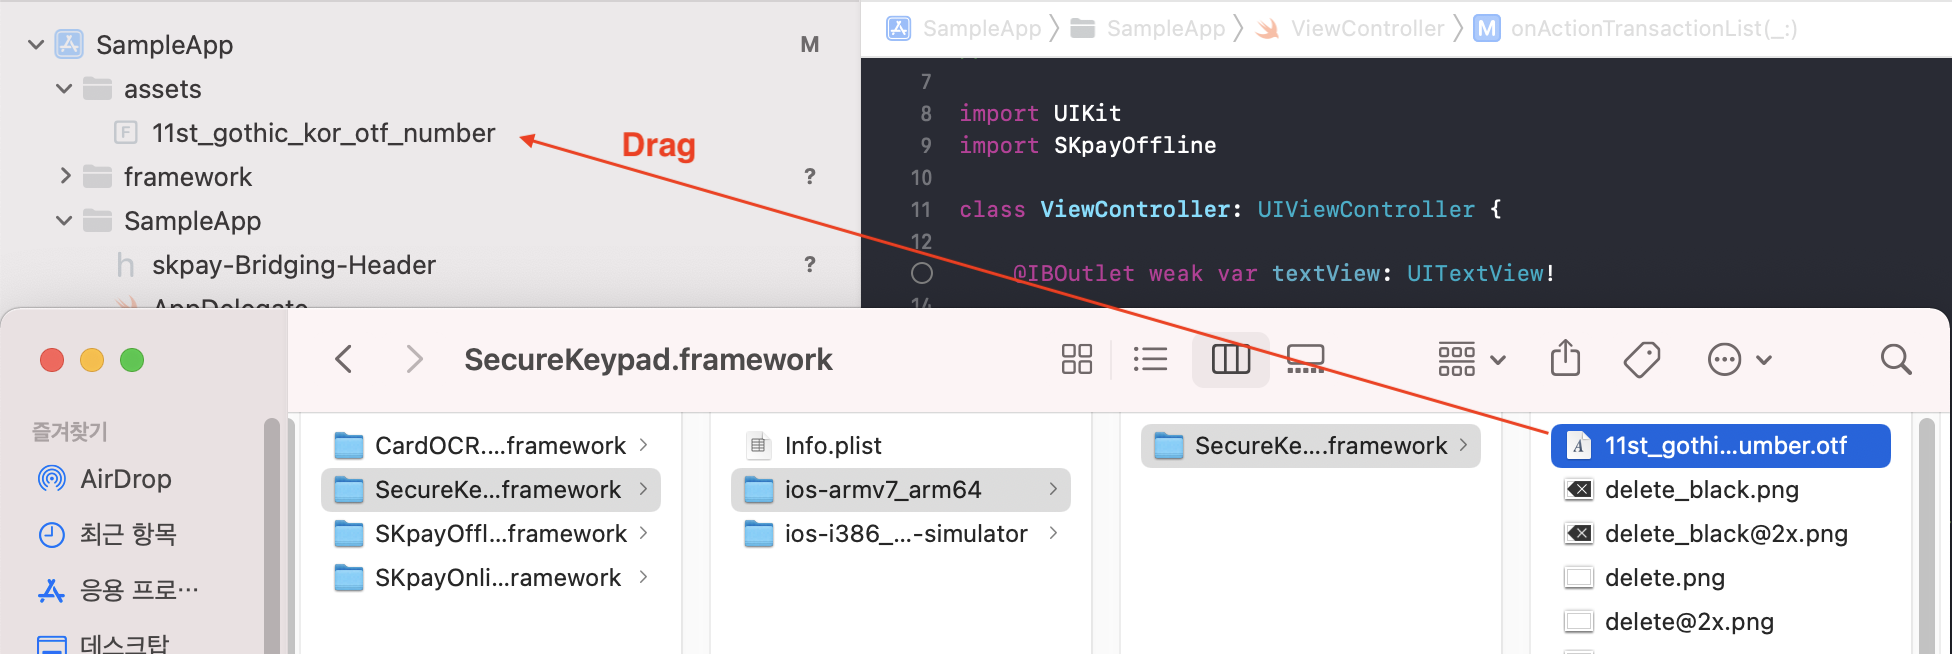 SampleApp
M
assets
11st_gothic_kor_otf_number
framework
?
SampleApp
skpay-Bridging-Header
?
AppDelegate
Drag
SampleApp 〉 SampleApp 〉 ViewController 〉 M onActionTransactionList(_:)
7
8 import UIKit
9 import SKpayOffline
10
11 class ViewController: UIViewController {
12
@IBOutlet weak var textView: UITextView!
14
SecureKeypad.framework
즐겨찾기
AirDrop
최근 항목
응용 프로…
데스크탑
CardOCR....framework
SecureKe...framework
SKpayOffl...framework
SKpayOnli...ramework
Info.plist
ios-armv7_arm64
ios-i386_...-simulator
SecureKe....framework
11st_gothi...umber.otf
delete_black.png
delete_black@2x.png
delete.png
delete@2x.png